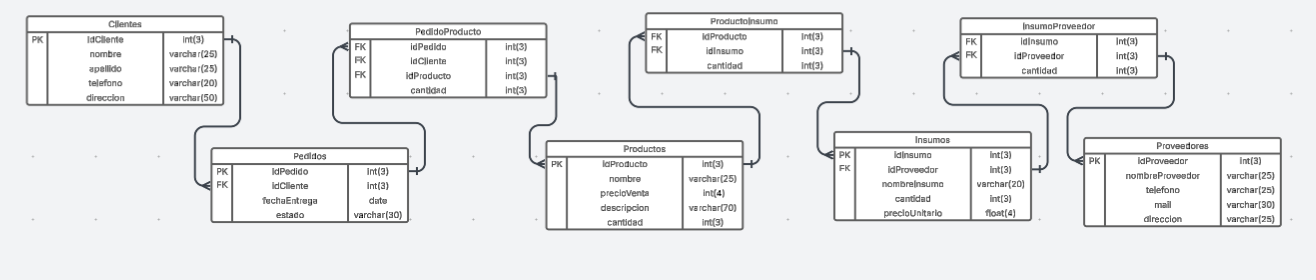 Clientes
PK idCliente int(3)
nombre varchar(25)
apellido varchar(25)
telefono varchar(20)
direccion varchar(50)
Pedidos
PK idPedido int(3)
FK idCliente int(3)
fechaEntrega date
estado varchar(30)
PedidoProducto
FK idPedido int(3)
FK idCliente int(3)
FK idProducto int(3)
cantidad int(3)
Productos
PK idProducto int(3)
nombre varchar(25)
precioVenta int(4)
descripcion varchar(70)
cantidad int(3)
ProductoInsumo
FK idProducto int(3)
FK idInsumo int(3)
cantidad int(3)
Insumos
PK idInsumo int(3)
FK idProveedor int(3)
nombreInsumo varchar(20)
cantidad int(3)
precioUnitario float(4)
InsumoProveedor
idInsumo int(3)
FK idProveedor int(3)
cantidad int(3)
Proveedores
PK idProveedor int(3)
nombreProveedor varchar(25)
telefono varchar(25)
mail varchar(30)
direccion varchar(25)